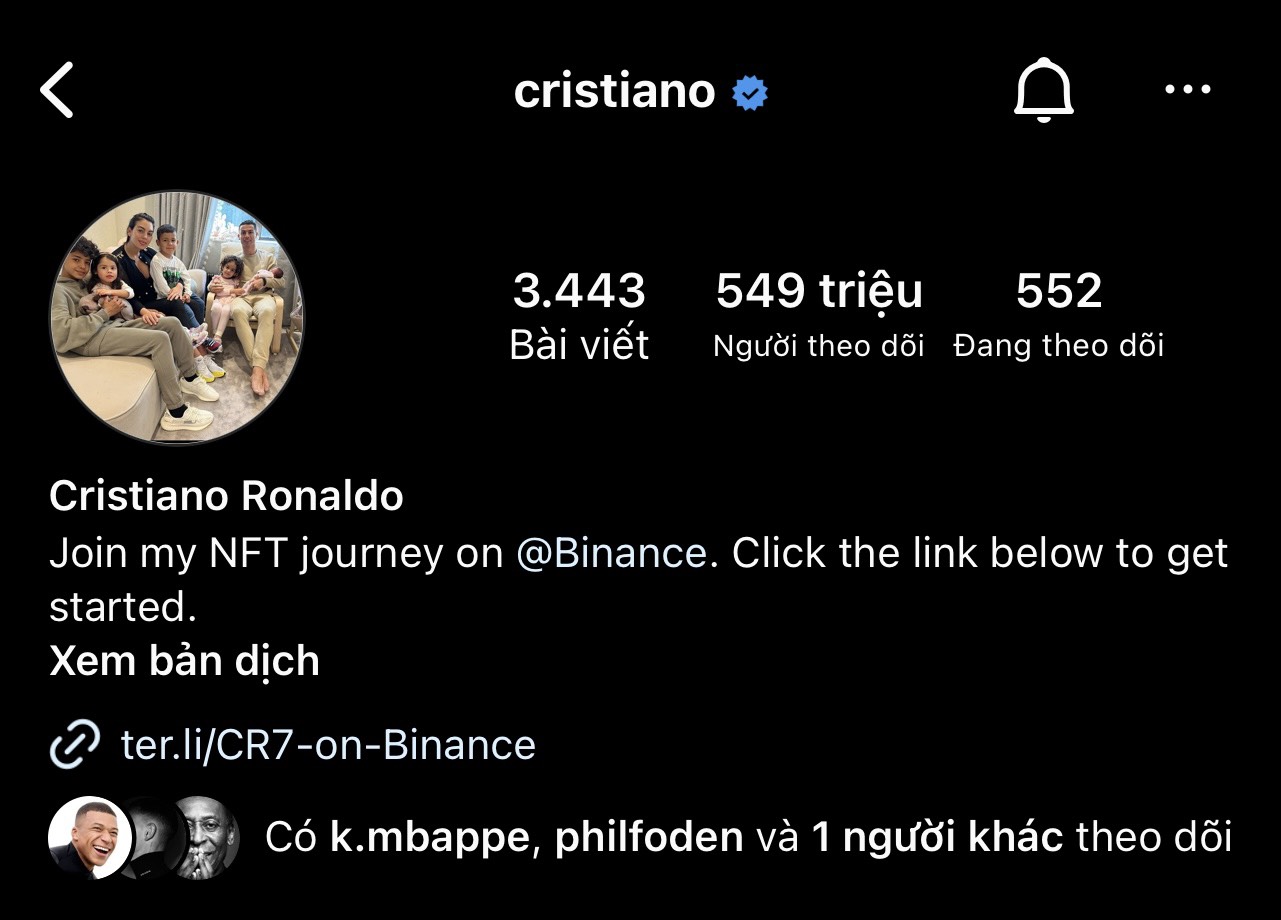 cristiano
3.443 549 triệu 552
Bài viết Người theo dõi Đang theo dõi
Cristiano Ronaldo
Join my NFT journey on @Binance. Click the link below to get
started.
Xem bản dịch
ter.li/CR7-on-Binance
Có k.mbappe, philfoden và 1 người khác theo dõi